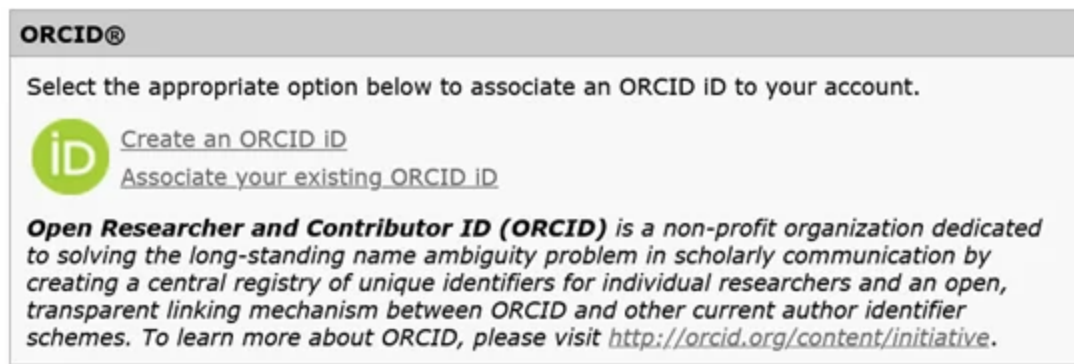 ORCID®
Select the appropriate option below to associate an ORCID iD to your account.
iD
Create an ORCID iD
Associate your existing ORCID iD
Open Researcher and Contributor ID (ORCID) is a non-profit organization dedicated
to solving the long-standing name ambiguity problem in scholarly communication by
creating a central registry of unique identifiers for individual researchers and an open,
transparent linking mechanism between ORCID and other current author identifier
schemes. To learn more about ORCID, please visit http://orcid.org/content/initiative.